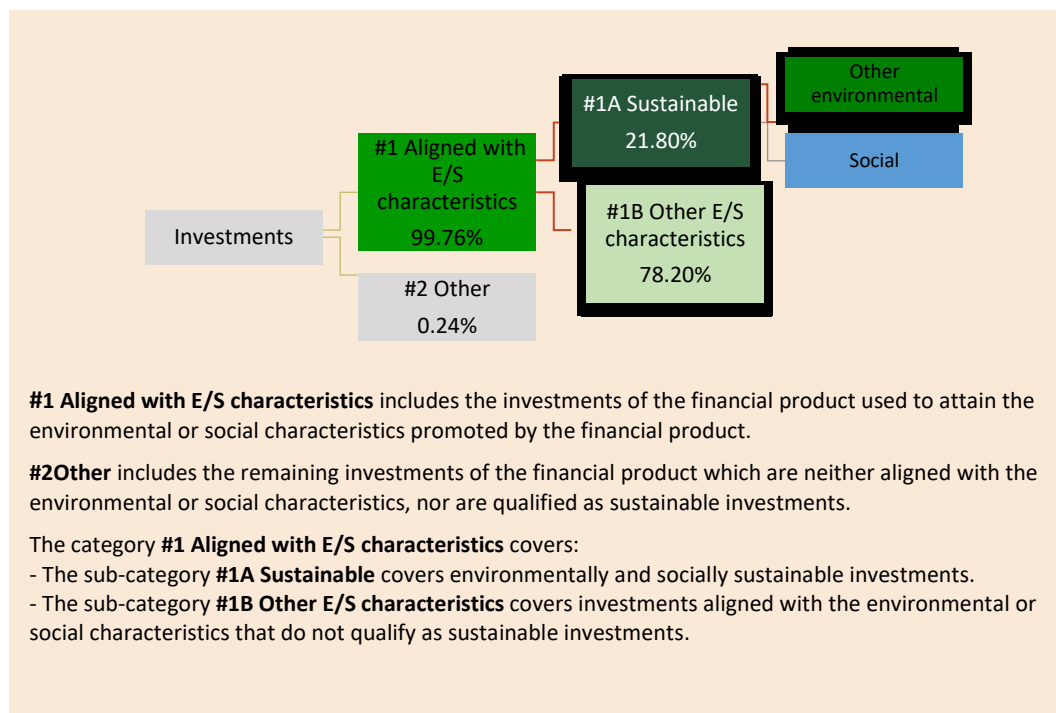 Investments
#1 Aligned with
E/S
characteristics
99.76%
#2 Other
0.24%
#1A Sustainable
21.80%
#1B Other E/S
characteristics
78.20%
Other
environmental
Social
#1 Aligned with E/S characteristics includes the investments of the financial product used to attain the
environmental or social characteristics promoted by the financial product.
#2Other includes the remaining investments of the financial product which are neither aligned with the
environmental or social characteristics, nor are qualified as sustainable investments.
The category #1 Aligned with E/S characteristics covers:
- The sub-category #1A Sustainable covers environmentally and socially sustainable investments.
- The sub-category #1B Other E/S characteristics covers investments aligned with the environmental or
social characteristics that do not qualify as sustainable investments.